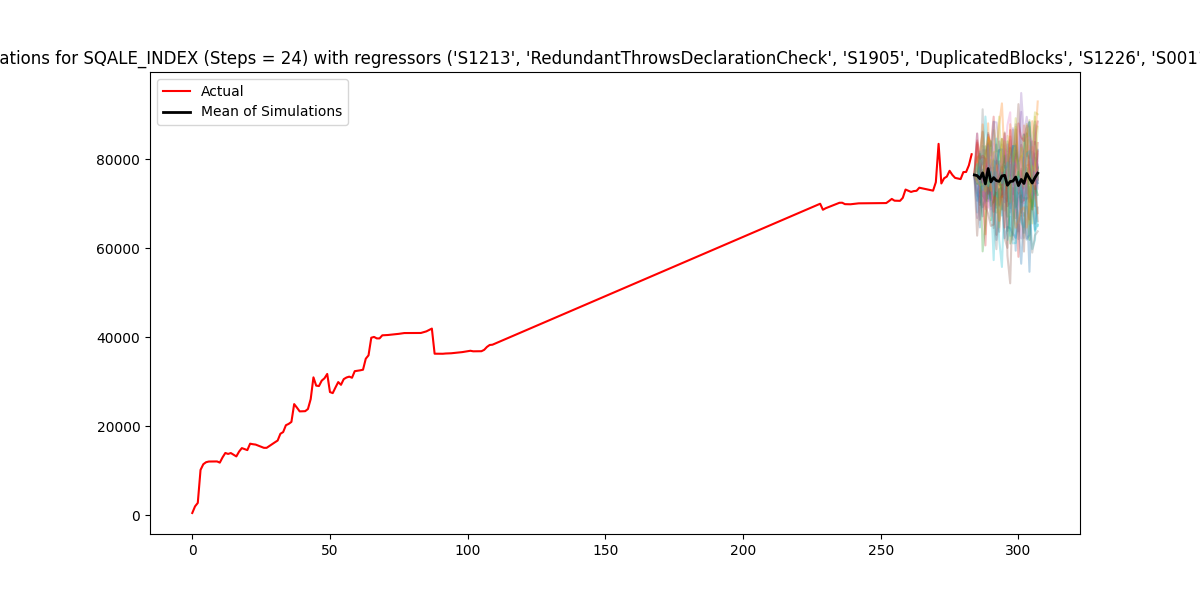 ations for SQALE_INDEX (Steps = 24) with regressors ('S1213', 'RedundantThrowsDeclarationCheck', 'S1905', 'DuplicatedBlocks', 'S1226', 'S001
Actual
Mean of Simulations
80000
60000
40000
20000
0
0 50 100 150 200 250 300